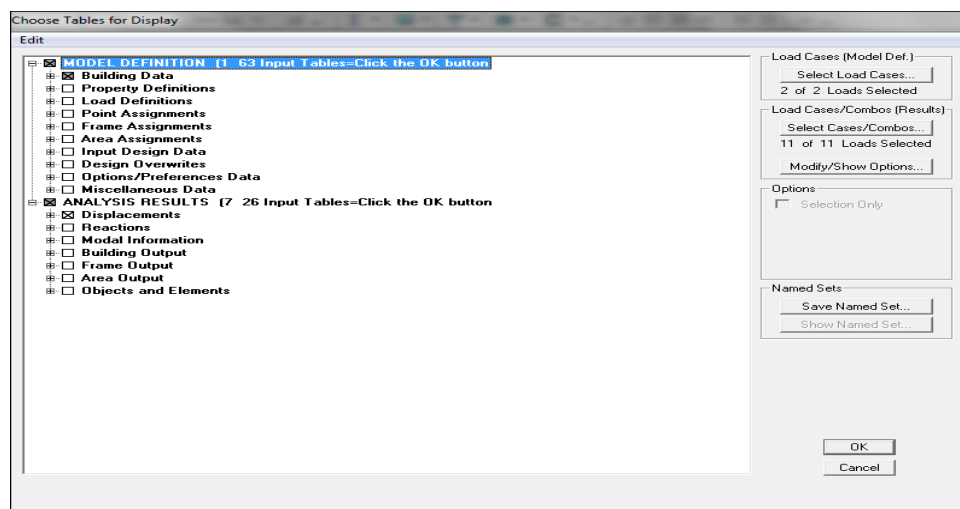 Choose Tables for Display
Edit
MODEL DEFINITION (1 63 Input Tables=Click the OK button
Building Data
Property Definitions
Load Definitions
Point Assignments
Frame Assignments
Area Assignments
Input Design Data
Design Overwrites
Options/Preferences Data
Miscellaneous Data
ANALYSIS RESULTS (7 26 Input Tables=Click the OK button
Displacements
Reactions
Modal Information
Building Output
Frame Output
Area Output
Objects and Elements
Load Cases (Model Def.)
Select Load Cases...
2 of 2 Loads Selected
Load Cases/Combos (Results)
Select Cases/Combos...
11 of 11 Loads Selected
Modify/Show Options...
Options
Selection Only
Named Sets
Save Named Set...
Show Named Set...
OK
Cancel